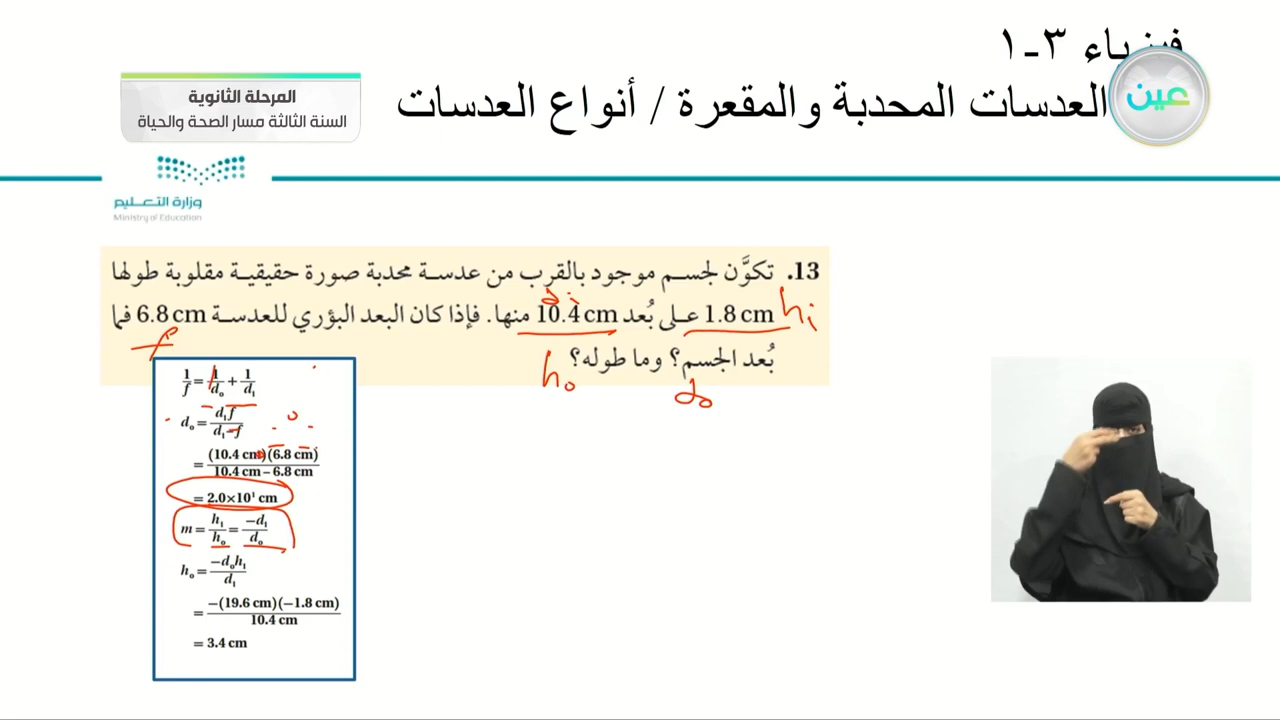 فيزياء ٣-١
العدسات المحدبة والمقعرة / أنواع العدسات
عين
المرحلة الثانوية
السنة الثالثة مسار الصحة والحياة
وزارة التعليم
Ministry of Education
13. تكوَّن لجسم موجود بالقرب من عدسة محدبة صورة حقيقية مقلوبة طولها
1.8 cm على بُعد 10.4 cm منها. فإذا كان البعد البؤري للعدسة 6.8 cm فما
بُعد الجسم؟ وما طوله؟
di
hi
f
ho
do
1/f = 1/do + 1/di
do = dif/(di−f)
= (10.4 cm)(6.8 cm)/(10.4 cm − 6.8 cm)
= 2.0×10¹ cm
m = hi/ho = −di/do
ho = −dohi/di
= −(19.6 cm)(−1.8 cm)/10.4 cm
= 3.4 cm